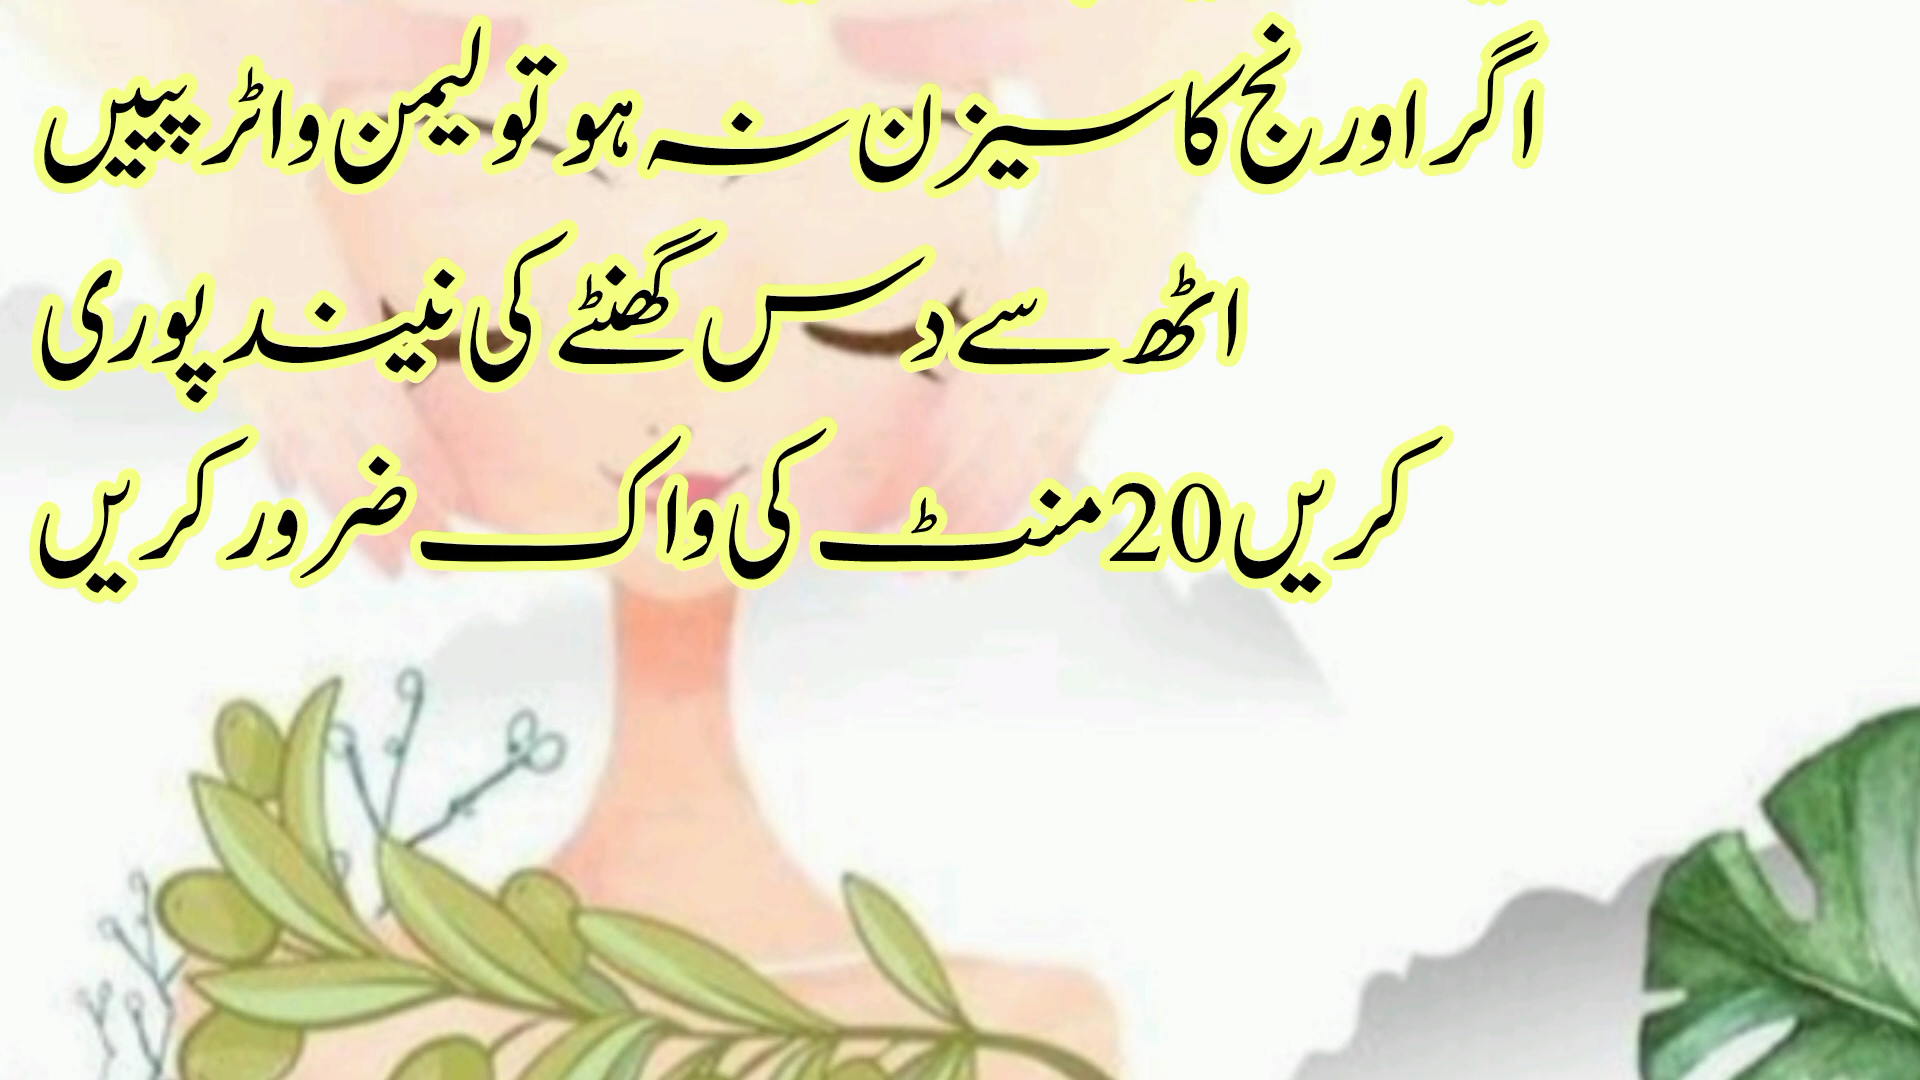 اگر اورنج کا سیزن نہ ہو تو لیمن واٹر پییں
اٹھ سے دس گھنٹے کی نیند پوری
کریں 20 منٹ کی واک ضرور کریں